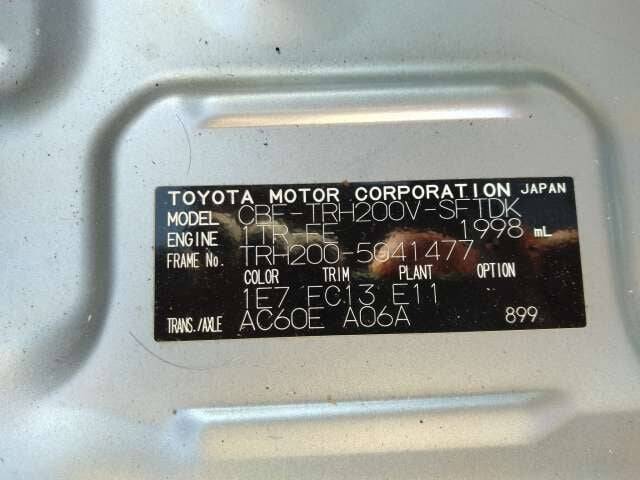 TOYOTA MOTOR CORPORATION JAPAN
MODEL CBF-TRH200V-SFTDK
ENGINE 1TR-FE 1998 mL
FRAME No. TRH200-5041477
COLOR TRIM PLANT OPTION
1E7 FC13 E11
TRANS./AXLE AC60E A06A 899